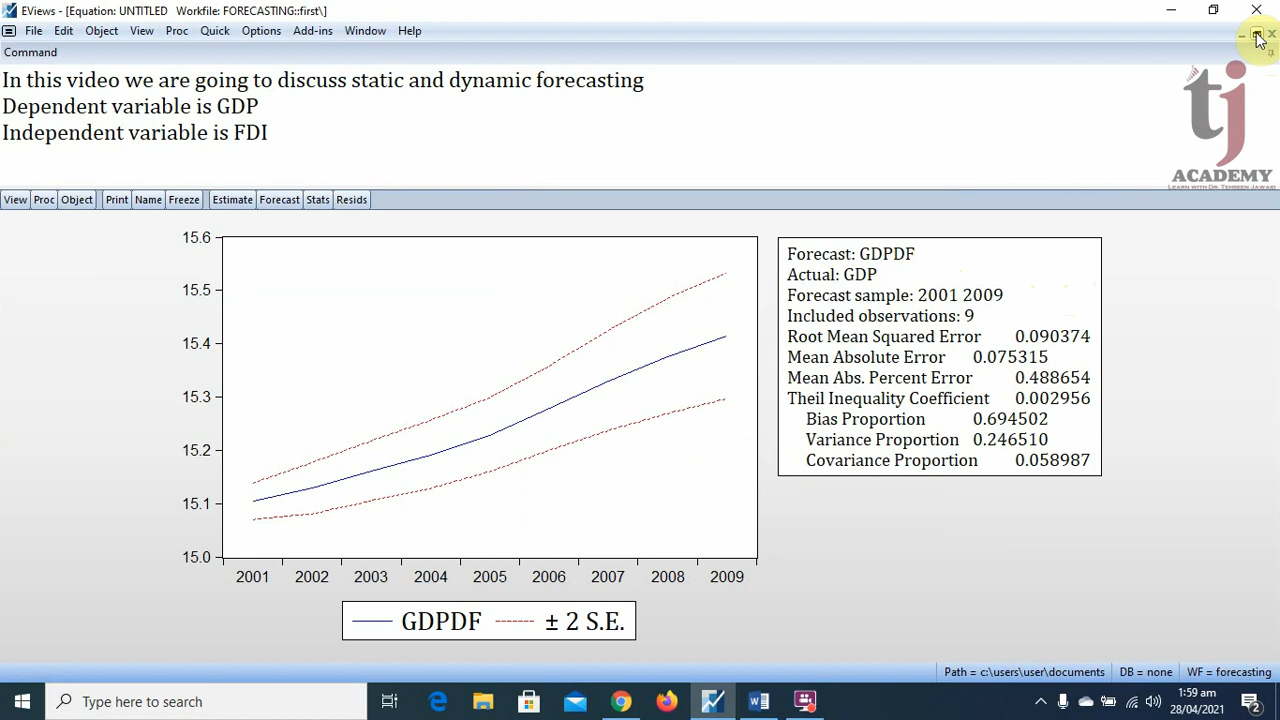 EViews - [Equation: UNTITLED   Workfile: FORECASTING::first\]
File Edit Object View Proc Quick Options Add-ins Window Help
Command
In this video we are going to discuss static and dynamic forecasting
Dependent variable is GDP
Independent variable is FDI
tj
ACADEMY
LEARN WITH DR. TEHSEEN JAWAID
View Proc Object Print Name Freeze Estimate Forecast Stats Resids
15.6
15.5
15.4
15.3
15.2
15.1
15.0
2001 2002 2003 2004 2005 2006 2007 2008 2009
GDPDF ± 2 S.E.
Forecast: GDPDF
Actual: GDP
Forecast sample: 2001 2009
Included observations: 9
Root Mean Squared Error 0.090374
Mean Absolute Error 0.075315
Mean Abs. Percent Error 0.488654
Theil Inequality Coefficient 0.002956
Bias Proportion 0.694502
Variance Proportion 0.246510
Covariance Proportion 0.058987
Path = c:\users\user\documents DB = none WF = forecasting
Type here to search
1:59 am
28/04/2021
2